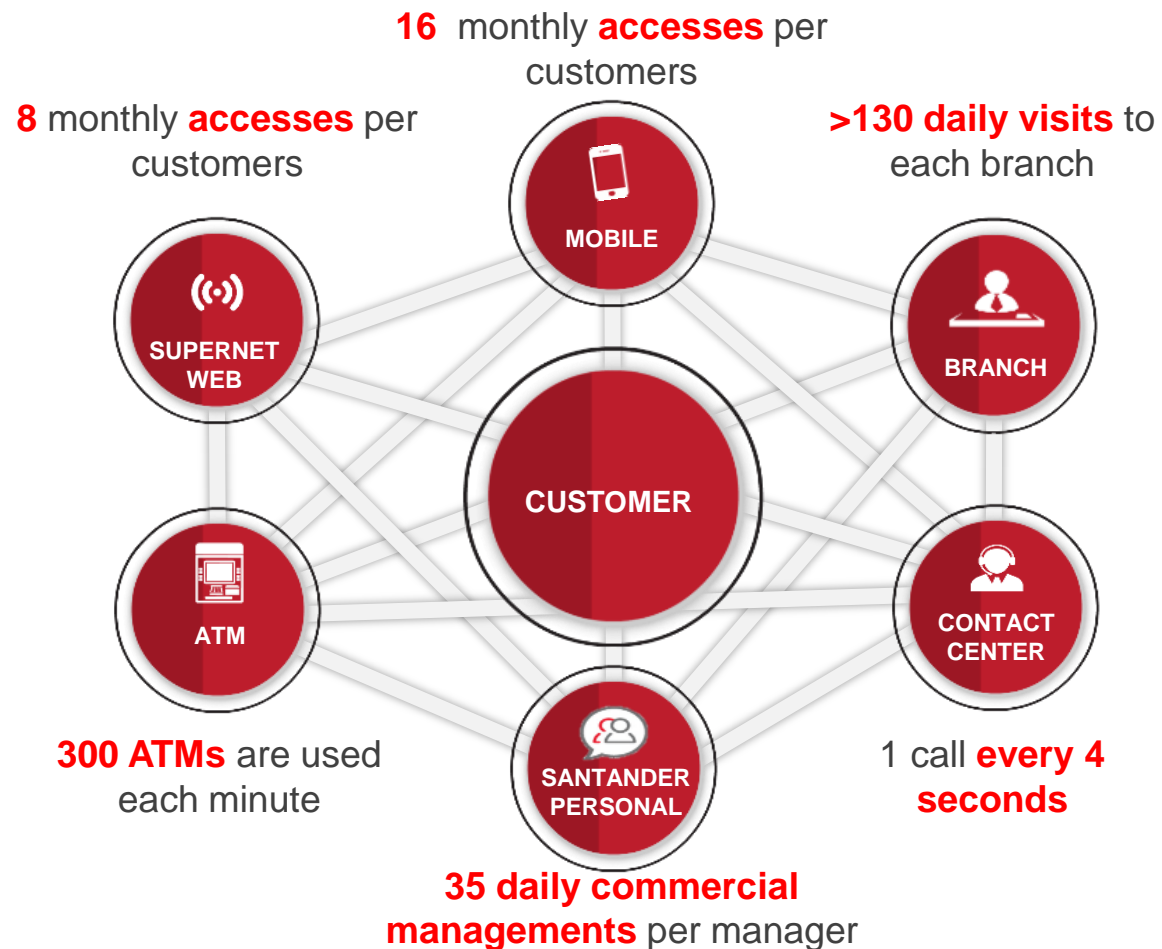 16 monthly accesses per
customers
8 monthly accesses per
customers
>130 daily visits to
each branch
MOBILE
SUPERNET
WEB
BRANCH
CUSTOMER
ATM
CONTACT
CENTER
SANTANDER
PERSONAL
300 ATMs are used
each minute
1 call every 4
seconds
35 daily commercial
managements per manager